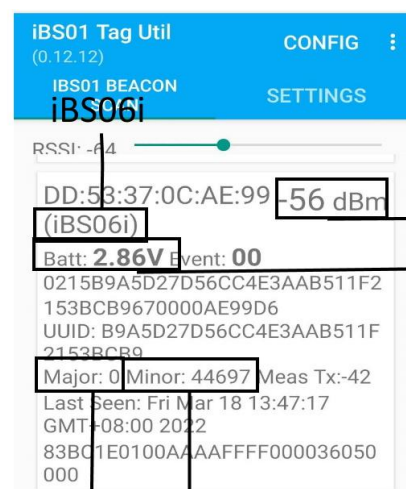 iBS01 Tag Util
(0.12.12)
CONFIG
IBS01 BEACON
SCAN
SETTINGS
iBS06i
RSSI: -64
DD:53:37:0C:AE:99 -56 dBm
(iBS06i)
Batt: 2.86V Event: 00
0215B9A5D27D56CC4E3AAB511F2
153BCB9670000AE99D6
UUID: B9A5D27D56CC4E3AAB511F
2153BCB9
Major: 0 Minor: 44697 Meas Tx:-42
Last Seen: Fri Mar 18 13:47:17
GMT+08:00 2022
83BC1E0100AAAAFFFF000036050
000